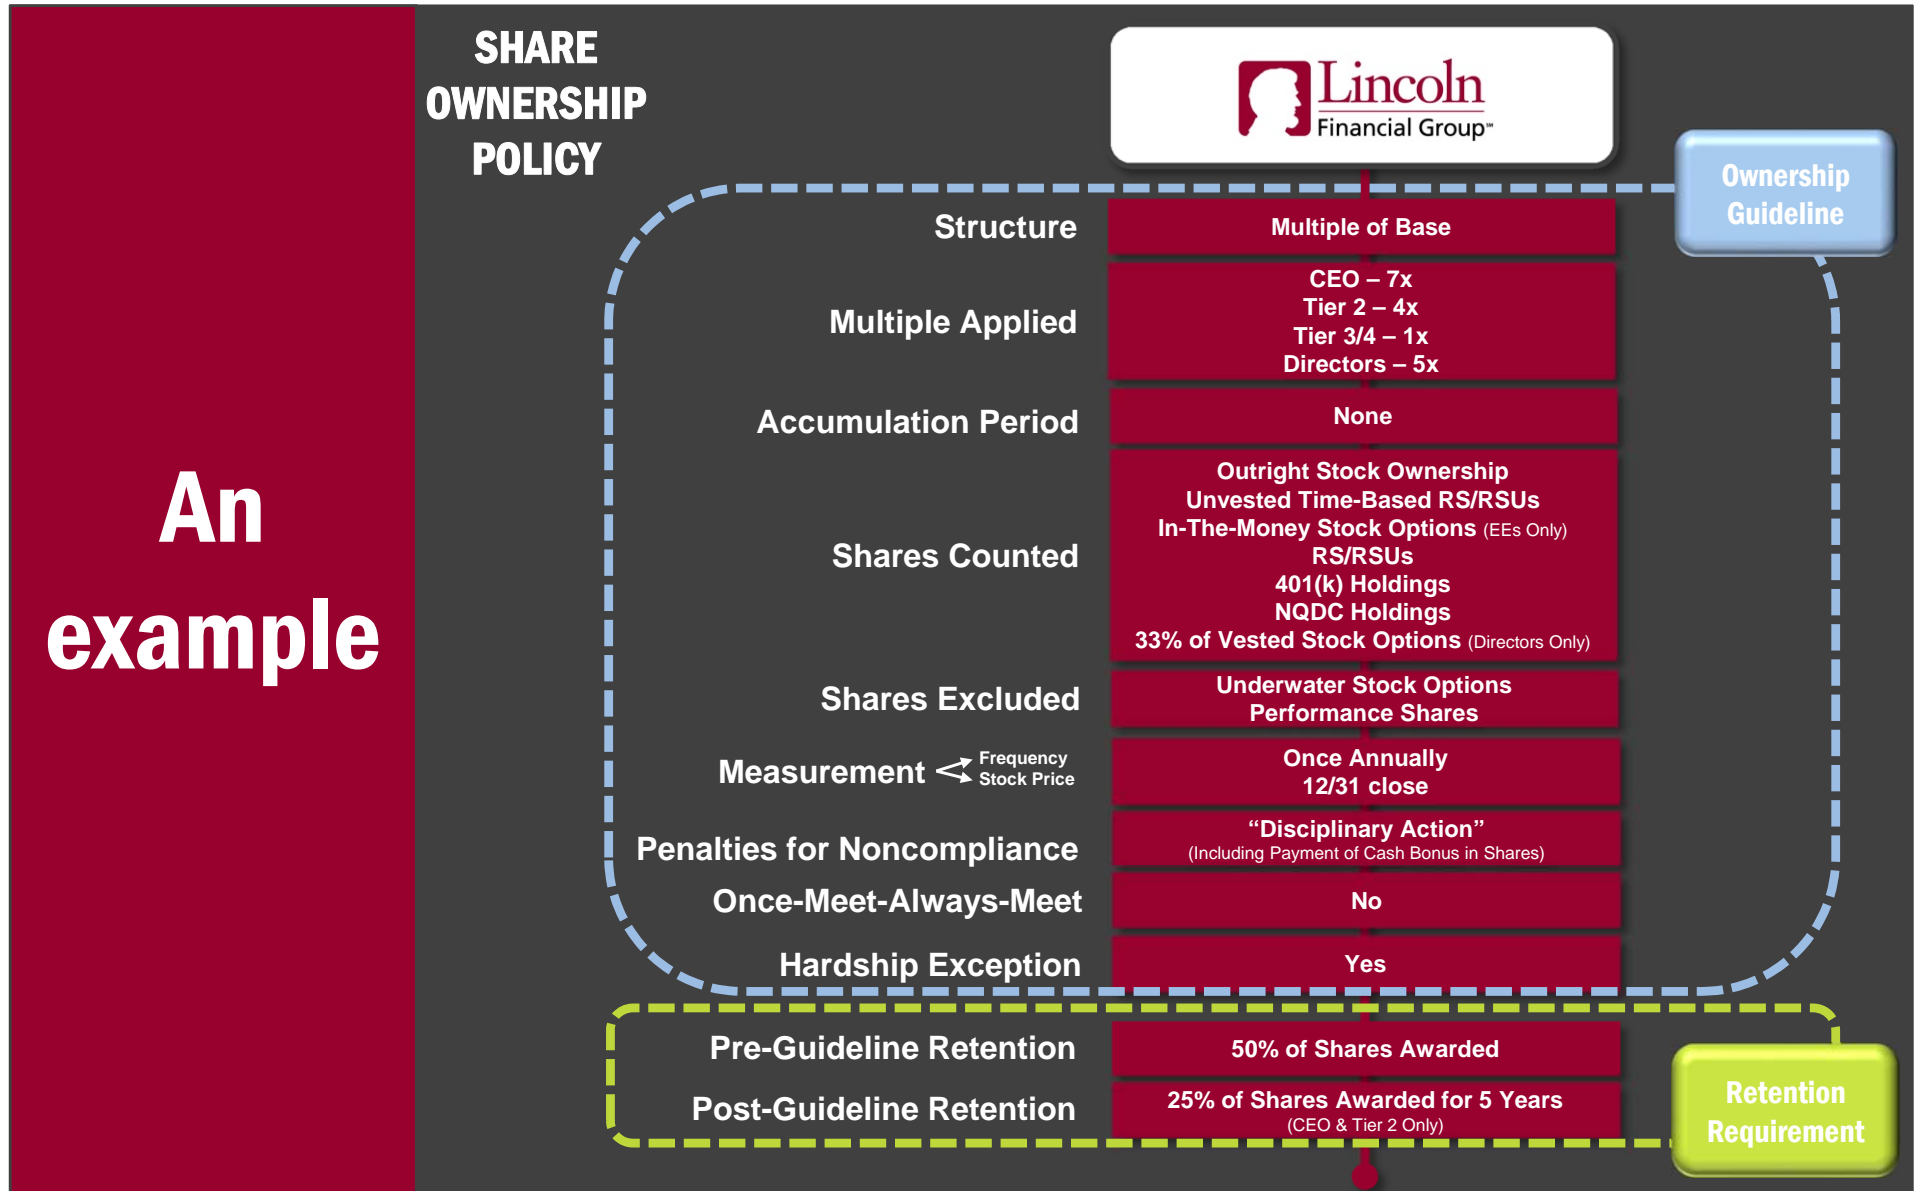 SHARE
OWNERSHIP
POLICY
Lincoln
Financial Group℠
Ownership
Guideline
An
example
Structure
Multiple of Base
Multiple Applied
CEO – 7x
Tier 2 – 4x
Tier 3/4 – 1x
Directors – 5x
Accumulation Period
None
Shares Counted
Outright Stock Ownership
Unvested Time-Based RS/RSUs
In-The-Money Stock Options (EEs Only)
RS/RSUs
401(k) Holdings
NQDC Holdings
33% of Vested Stock Options (Directors Only)
Shares Excluded
Underwater Stock Options
Performance Shares
Measurement
Frequency
Stock Price
Once Annually
12/31 close
Penalties for Noncompliance
“Disciplinary Action”
(Including Payment of Cash Bonus in Shares)
Once-Meet-Always-Meet
No
Hardship Exception
Yes
Pre-Guideline Retention
50% of Shares Awarded
Post-Guideline Retention
25% of Shares Awarded for 5 Years
(CEO & Tier 2 Only)
Retention
Requirement